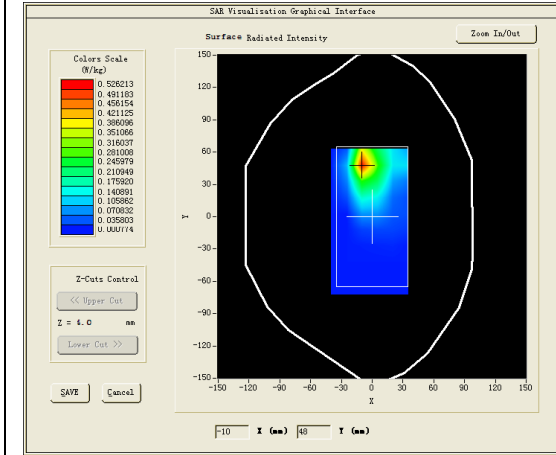 SAR Visualisation Graphical Interface
Surface Radiated Intensity
Zoom In/Out
Colors Scale
(W/kg)
0.526213
0.491183
0.456154
0.421125
0.386096
0.351066
0.316037
0.281008
0.245979
0.210949
0.175920
0.140891
0.105862
0.070832
0.035803
0.000774
Z-Cuts Control
<< Upper Cut
Z = 4.0 mm
Lower Cut >>
SAVE
Cancel
150
120
90
60
30
0
-30
-60
-90
-120
-150
Y
-150 -120 -90 -60 -30 0 30 60 90 120 150
X
-10 X (mm) 48 Y (mm)